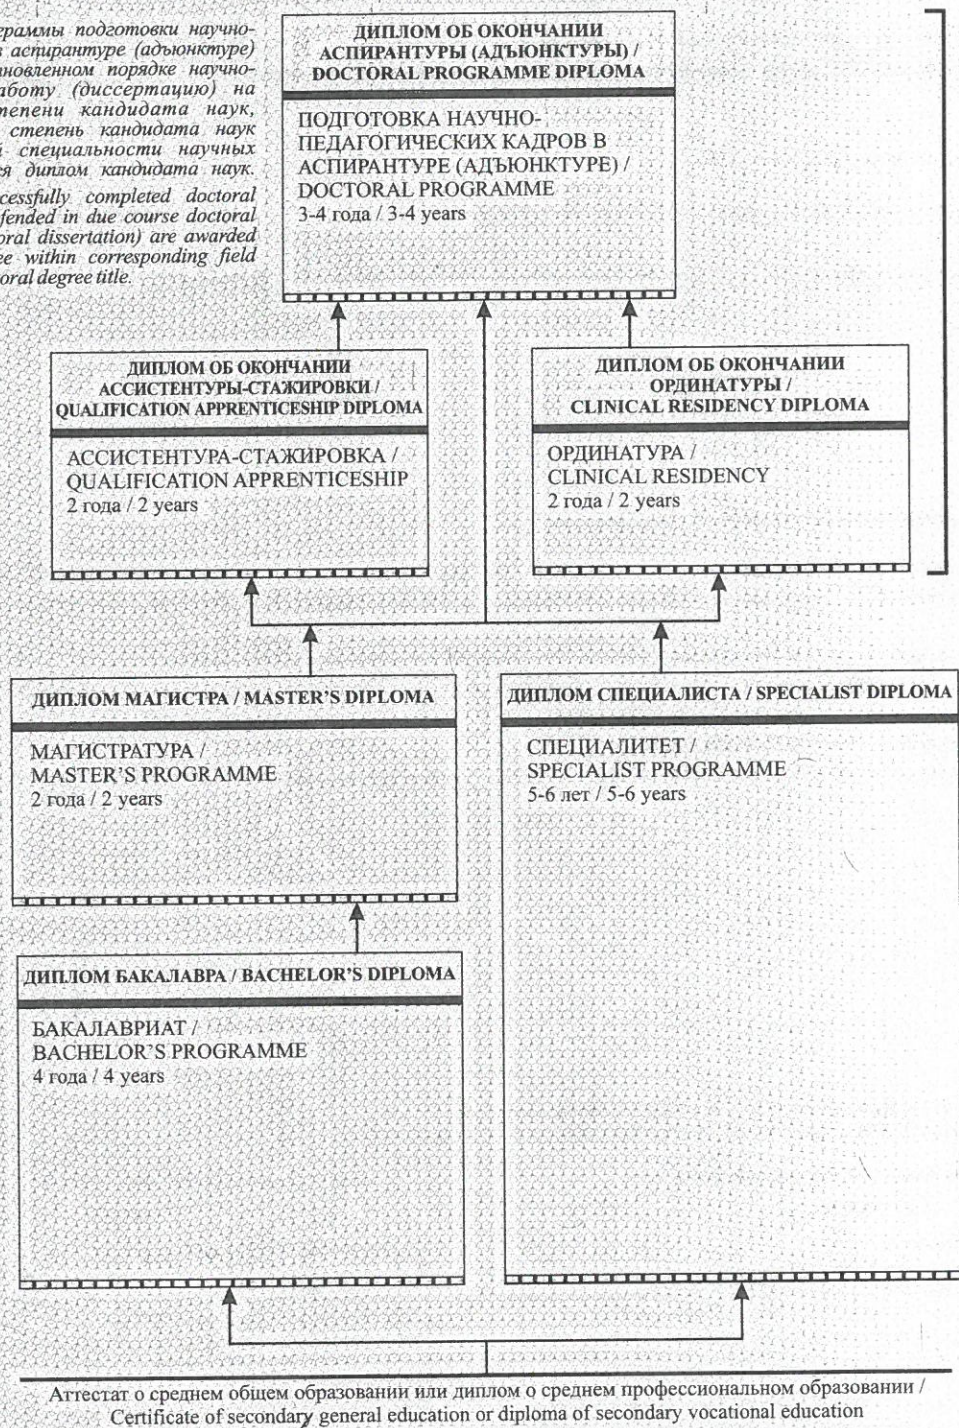 граммы подготовки научно-
в аспирантуре (адъюнктуре)
новленном порядке научно-
аботу (диссертацию) на
тепени кандидата наук,
степень кандидата наук
й специальности научных
ся диплом кандидата наук.
cessfully completed doctoral
fended in due course doctoral
oral dissertation) are awarded
ee within corresponding field
toral degree title.
ДИПЛОМ ОБ ОКОНЧАНИИ
АСПИРАНТУРЫ (АДЪЮНКТУРЫ) /
DOCTORAL PROGRAMME DIPLOMA
ПОДГОТОВКА НАУЧНО-
ПЕДАГОГИЧЕСКИХ КАДРОВ В
АСПИРАНТУРЕ (АДЪЮНКТУРЕ) /
DOCTORAL PROGRAMME
3-4 года / 3-4 years
ДИПЛОМ ОБ ОКОНЧАНИИ
АССИСТЕНТУРЫ-СТАЖИРОВКИ /
QUALIFICATION APPRENTICESHIP DIPLOMA
АССИСТЕНТУРА-СТАЖИРОВКА /
QUALIFICATION APPRENTICESHIP
2 года / 2 years
ДИПЛОМ ОБ ОКОНЧАНИИ
ОРДИНАТУРЫ /
CLINICAL RESIDENCY DIPLOMA
ОРДИНАТУРА /
CLINICAL RESIDENCY
2 года / 2 years
ДИПЛОМ МАГИСТРА / MASTER'S DIPLOMA
МАГИСТРАТУРА /
MASTER'S PROGRAMME
2 года / 2 years
ДИПЛОМ СПЕЦИАЛИСТА / SPECIALIST DIPLOMA
СПЕЦИАЛИТЕТ /
SPECIALIST PROGRAMME
5-6 лет / 5-6 years
ДИПЛОМ БАКАЛАВРА / BACHELOR'S DIPLOMA
БАКАЛАВРИАТ /
BACHELOR'S PROGRAMME
4 года / 4 years
Аттестат о среднем общем образовании или диплом о среднем профессиональном образовании /
Certificate of secondary general education or diploma of secondary vocational education